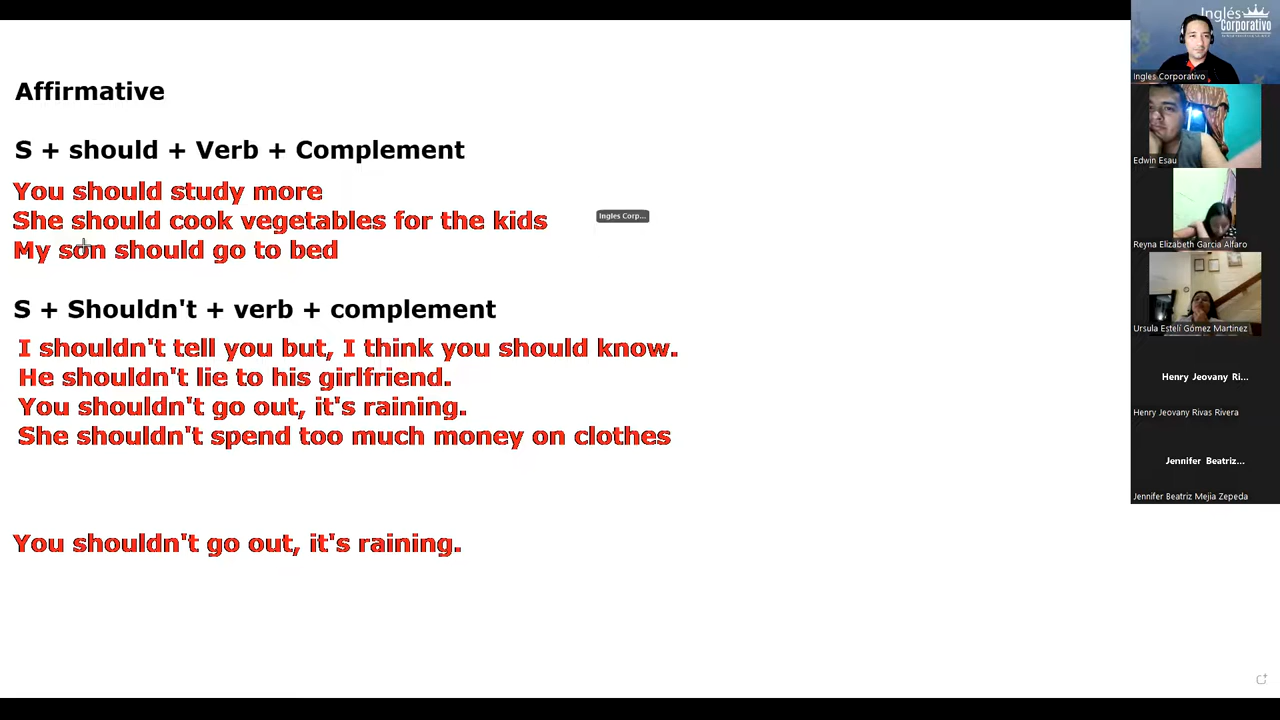 Affirmative
S + should + Verb + Complement
You should study more
She should cook vegetables for the kids
My son should go to bed
S + Shouldn't + verb + complement
I shouldn't tell you but, I think you should know.
He shouldn't lie to his girlfriend.
You shouldn't go out, it's raining.
She shouldn't spend too much money on clothes
You shouldn't go out, it's raining.
Ingles Corp...
Inglés
Corporativo
Ingles Corporativo
Edwin Esau
Reyna Elizabeth Garcia Alfaro
Ursula Estelí Gómez Martinez
Henry Jeovany Ri...
Henry Jeovany Rivas Rivera
Jennifer Beatriz...
Jennifer Beatriz Mejia Zepeda